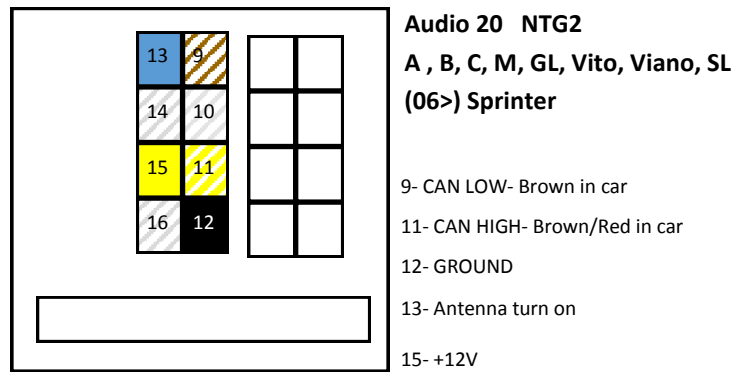 Audio 20 NTG2
A , B, C, M, GL, Vito, Viano, SL
(06>) Sprinter
13 9
14 10
15 11
16 12
9- CAN LOW- Brown in car
11- CAN HIGH- Brown/Red in car
12- GROUND
13- Antenna turn on
15- +12V